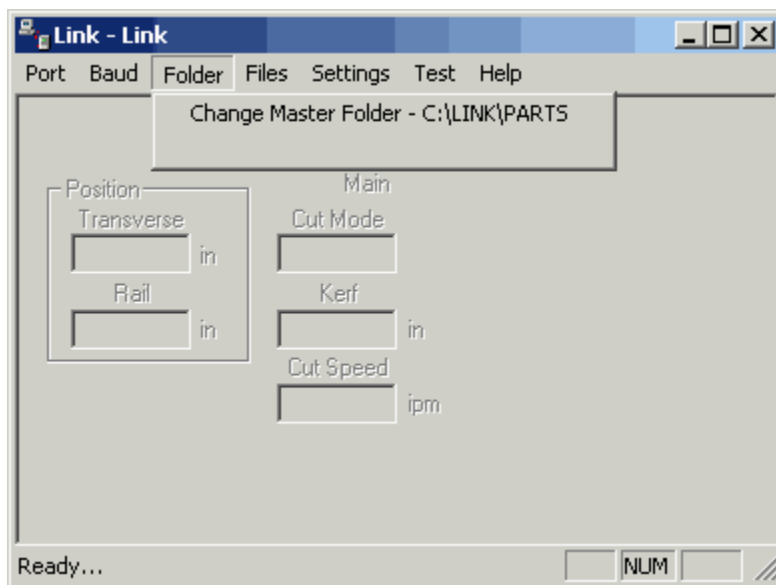 Link - Link
Port Baud Folder Files Settings Test Help
Change Master Folder - C:\LINK\PARTS
Main
Position
Transverse
in
Rail
in
Cut Mode
Kerf
in
Cut Speed
ipm
Ready...
NUM